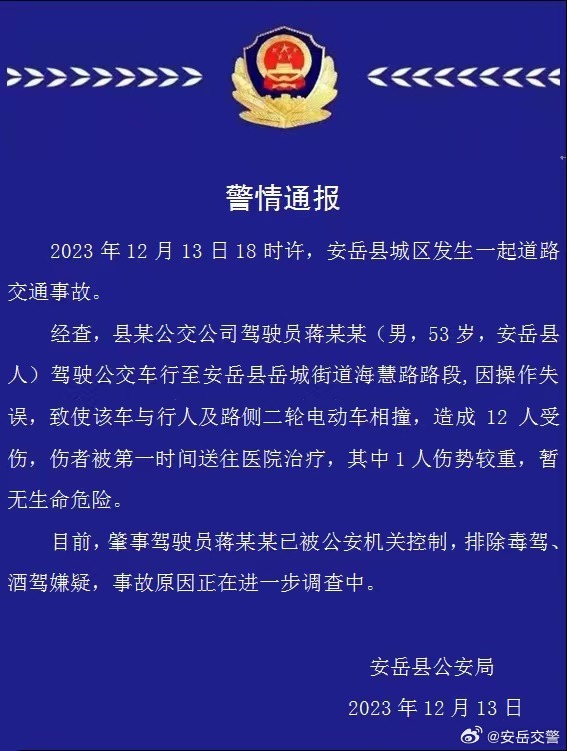 警情通报
2023 年 12 月 13 日 18 时许，安岳县城区发生一起道路
交通事故。
经查，县某公交公司驾驶员蒋某某（男，53 岁，安岳县
人）驾驶公交车行至安岳县岳城街道海慧路路段,因操作失
误，致使该车与行人及路侧二轮电动车相撞，造成 12 人受
伤，伤者被第一时间送往医院治疗，其中 1 人伤势较重，暂
无生命危险。
目前，肇事驾驶员蒋某某已被公安机关控制，排除毒驾、
酒驾嫌疑，事故原因正在进一步调查中。
安岳县公安局
2023 年 12 月 13 日
@安岳交警